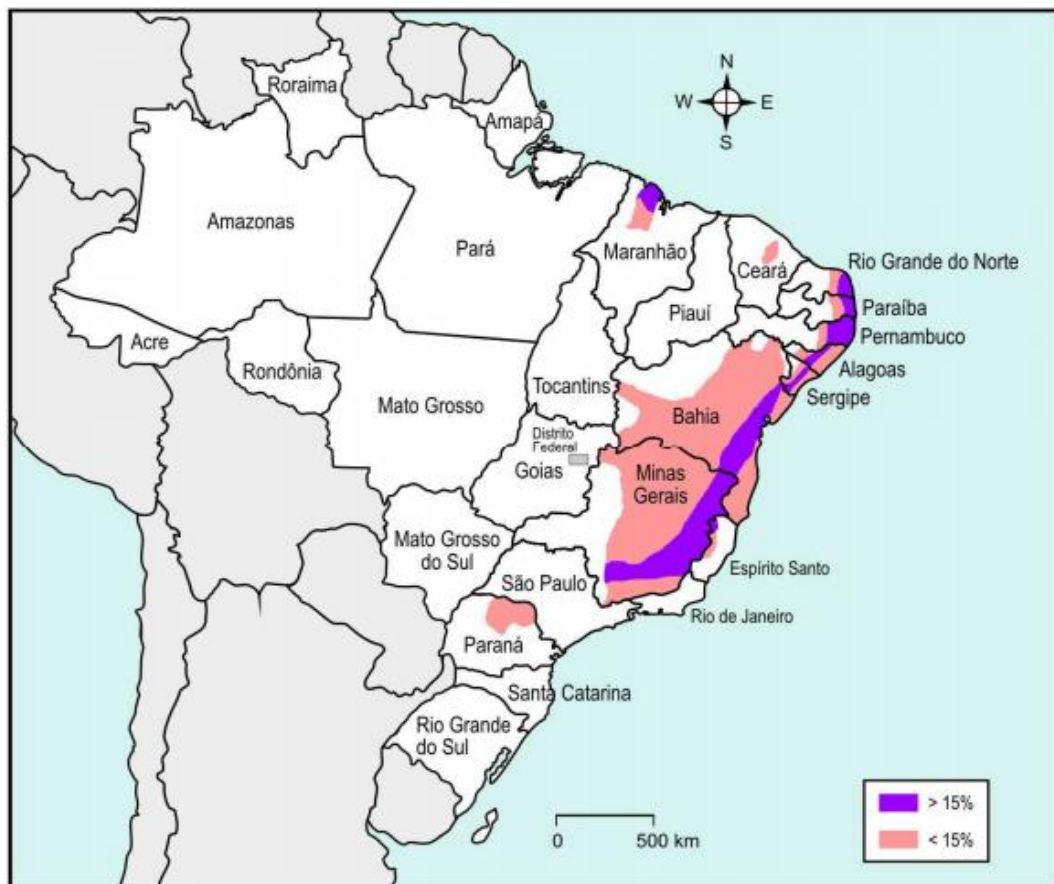 N
W E
S
Roraima
Amapá
Amazonas
Pará
Maranhão
Ceará
Rio Grande do Norte
Paraíba
Piauí
Pernambuco
Acre
Rondônia
Alagoas
Tocantins
Sergipe
Mato Grosso
Bahia
Distrito
Federal
Goias
Minas
Gerais
Mato Grosso
do Sul
São Paulo
Espírito Santo
Rio de Janeiro
Paraná
Santa Catarina
Rio Grande
do Sul
> 15%
< 15%
0 500 km